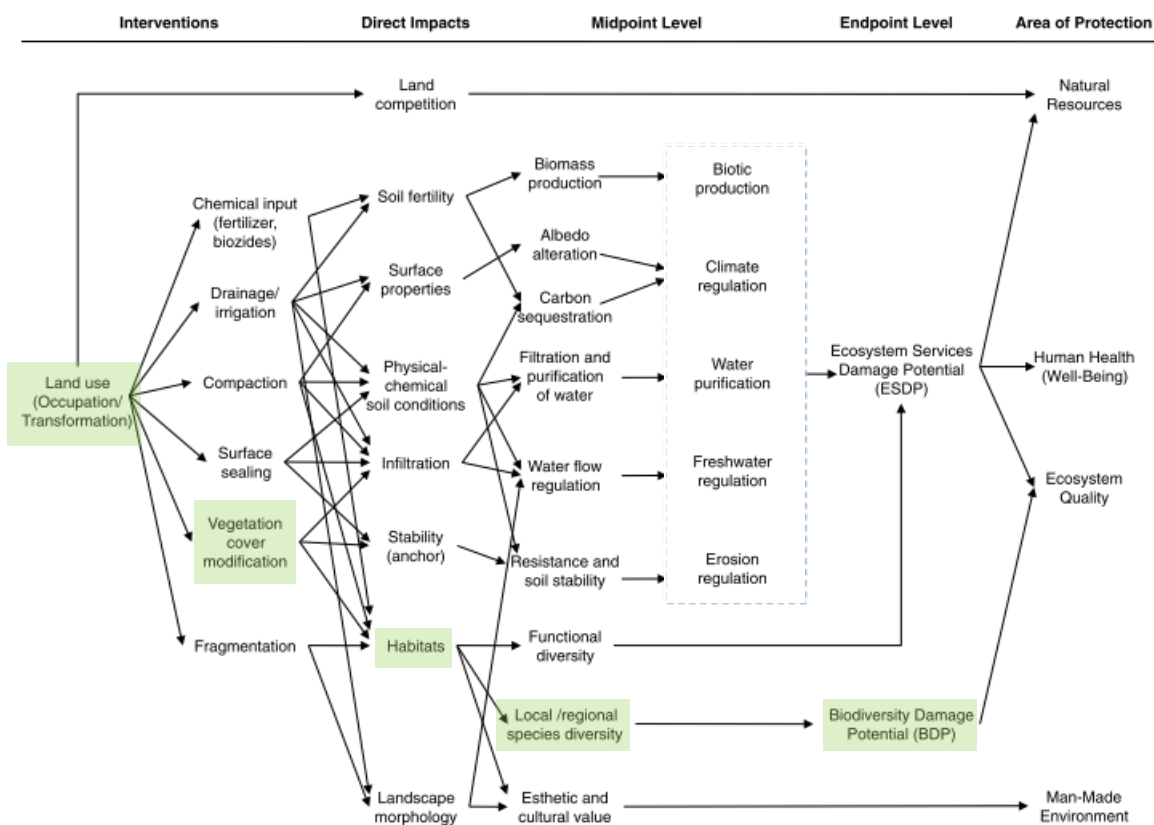 Interventions
Direct Impacts
Midpoint Level
Endpoint Level
Area of Protection
Land
competition
Natural
Resources
Chemical input
(fertilizer,
biozides)
Drainage/
irrigation
Land use
(Occupation/
Transformation)
Compaction
Surface
sealing
Vegetation
cover
modification
Fragmentation
Soil fertility
Surface
properties
Physical-
chemical
soil conditions
Infiltration
Stability
(anchor)
Habitats
Landscape
morphology
Biomass
production
Albedo
alteration
Carbon
sequestration
Filtration and
purification
of water
Water flow
regulation
Resistance and
soil stability
Functional
diversity
Local /regional
species diversity
Esthetic and
cultural value
Biotic
production
Climate
regulation
Water
purification
Freshwater
regulation
Erosion
regulation
Ecosystem Services
Damage Potential
(ESDP)
Biodiversity Damage
Potential (BDP)
Human Health
(Well-Being)
Ecosystem
Quality
Man-Made
Environment